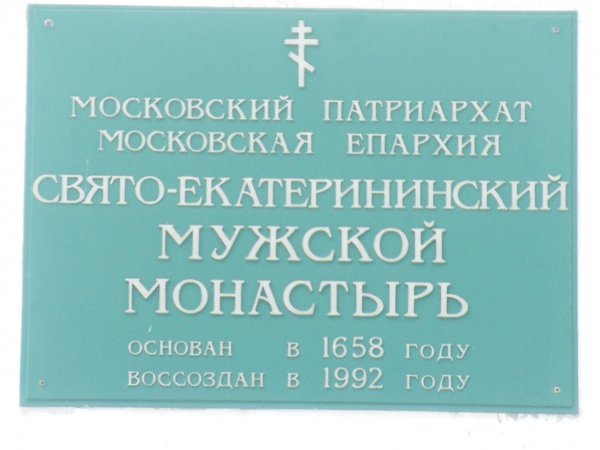 МОСКОВСКИЙ ПАТРИАРХАТ
МОСКОВСКАЯ ЕПАРХИЯ
СВЯТО-ЕКАТЕРИНИНСКИЙ
МУЖСКОЙ
МОНАСТЫРЬ
ОСНОВАН В 1658 ГОДУ
ВОССОЗДАН В 1992 ГОДУ